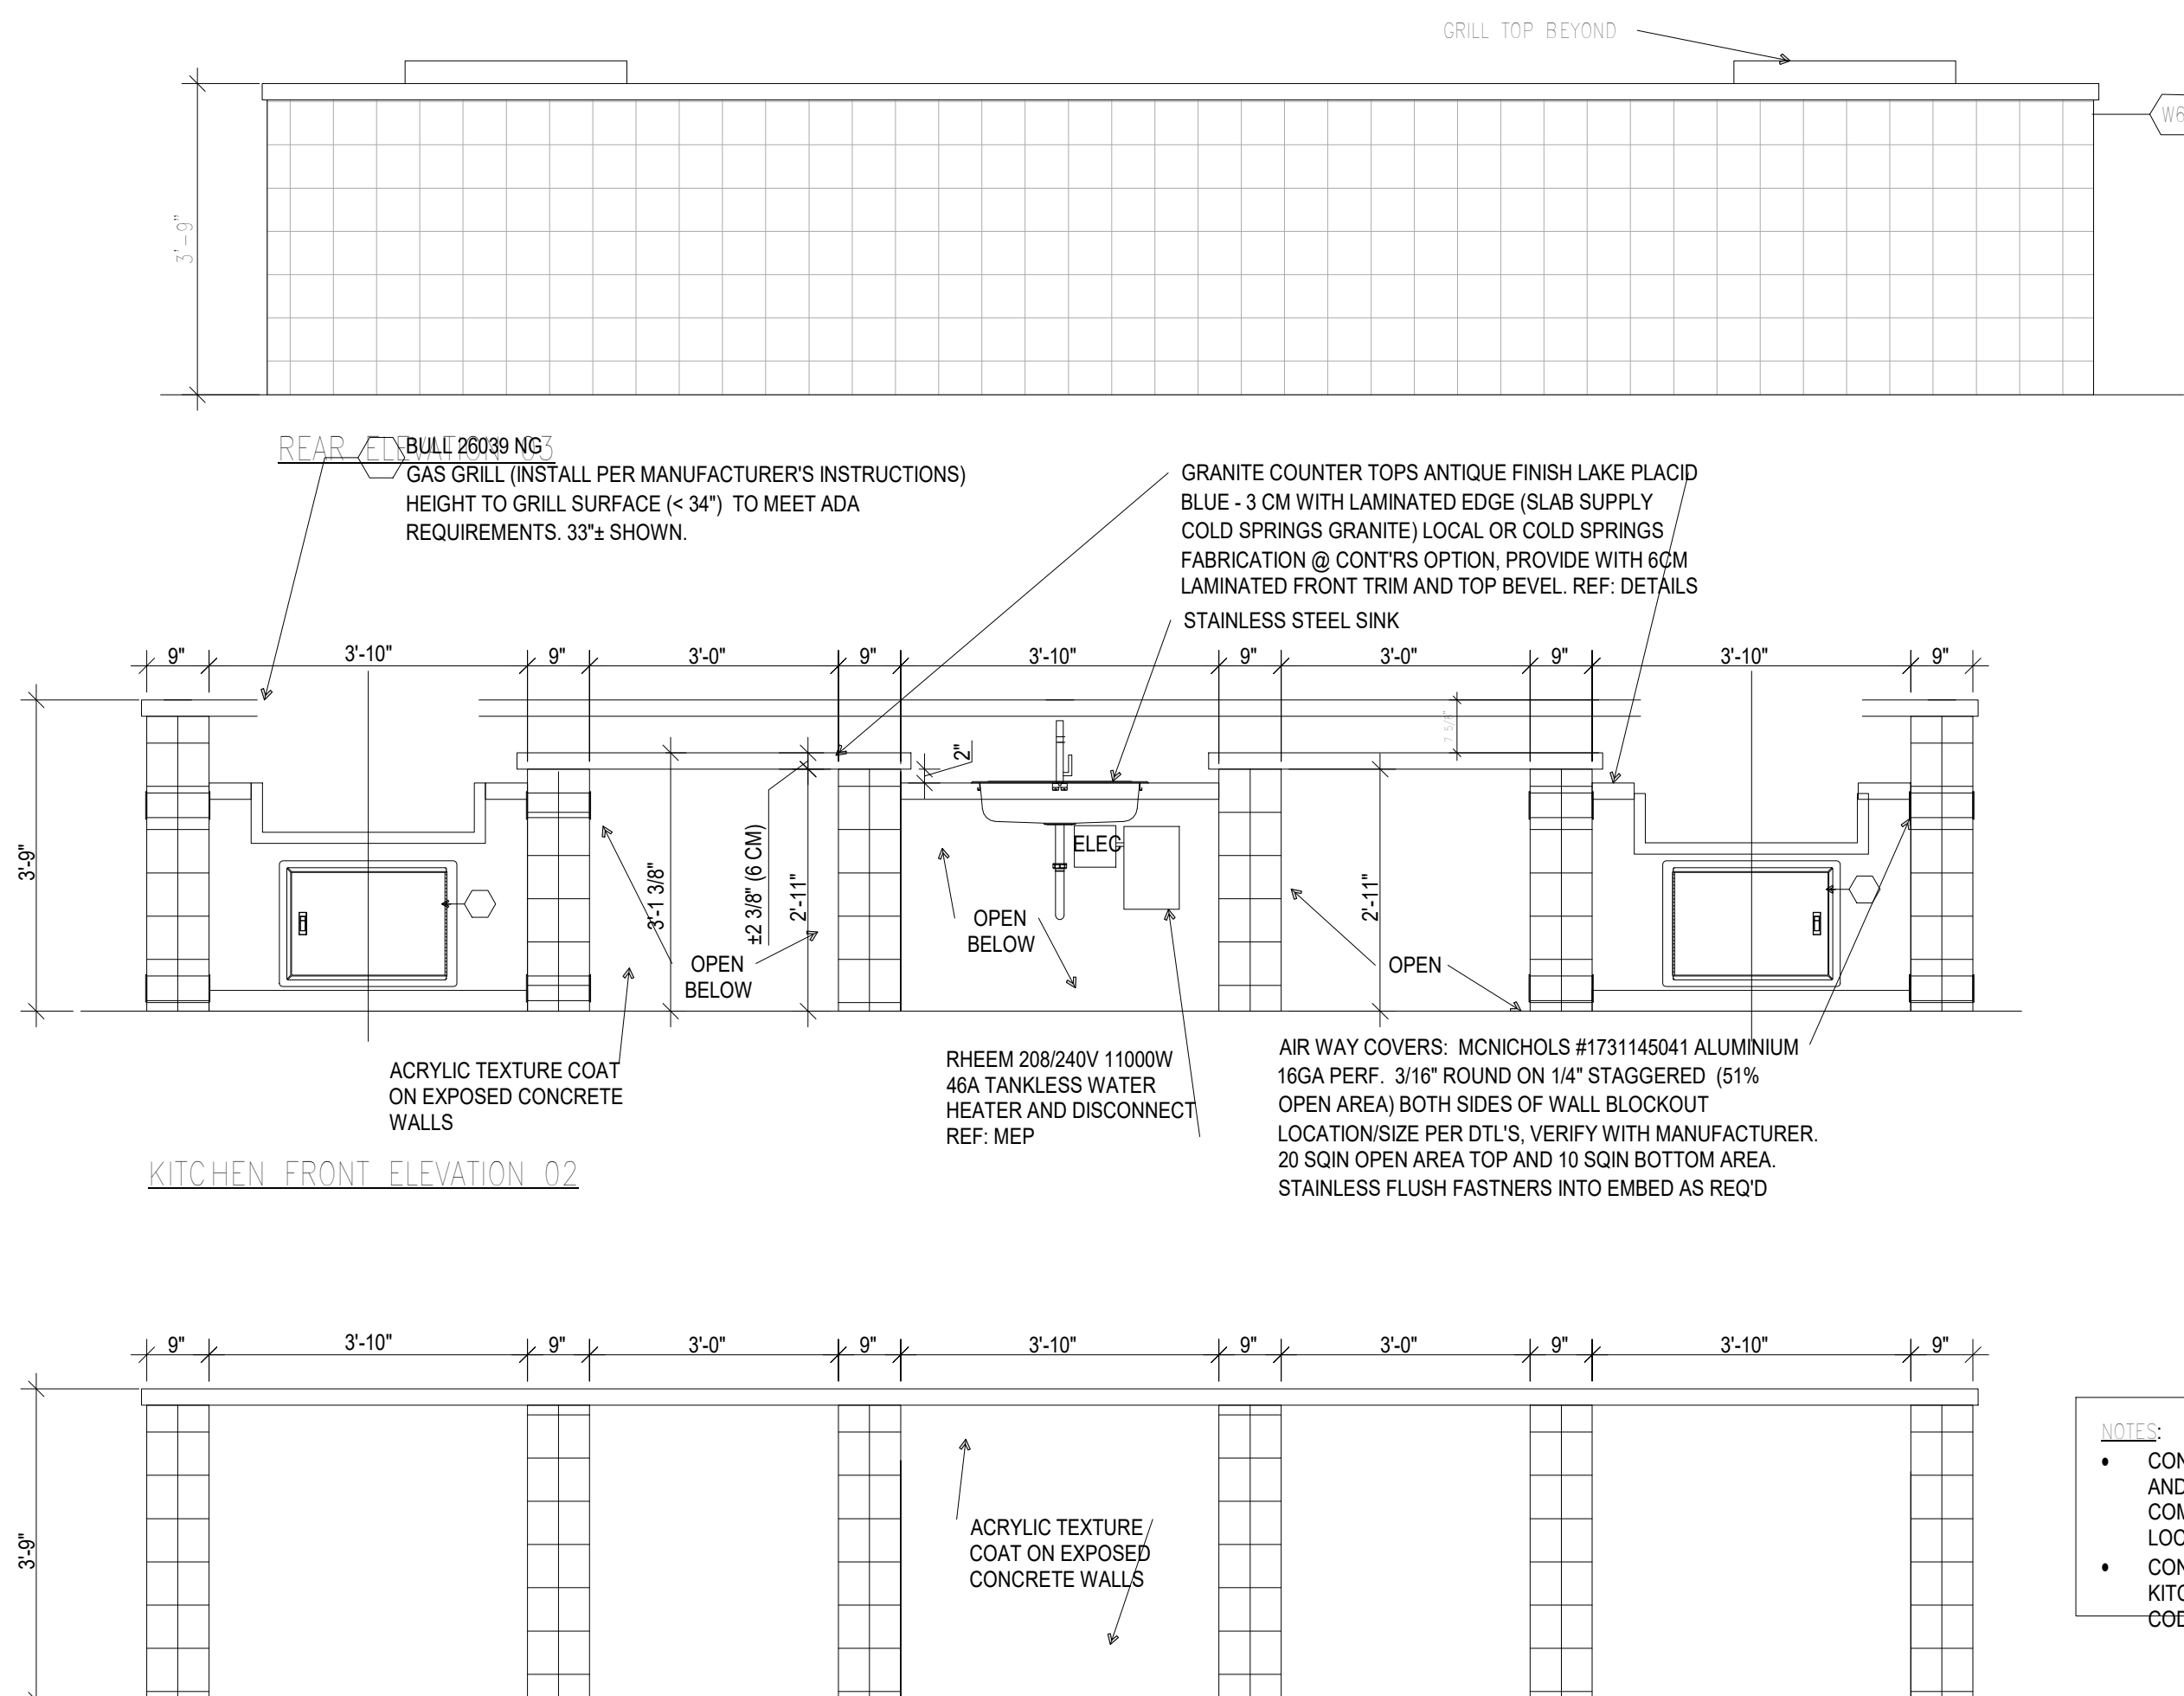 GRILL TOP BEYOND
W6
3'-9"
REAR ELEVATION 03
BULL 26039 NG
GAS GRILL (INSTALL PER MANUFACTURER'S INSTRUCTIONS)
HEIGHT TO GRILL SURFACE (< 34") TO MEET ADA
REQUIREMENTS. 33"± SHOWN.
GRANITE COUNTER TOPS ANTIQUE FINISH LAKE PLACID
BLUE - 3 CM WITH LAMINATED EDGE (SLAB SUPPLY
COLD SPRINGS GRANITE) LOCAL OR COLD SPRINGS
FABRICATION @ CONT'RS OPTION, PROVIDE WITH 6CM
LAMINATED FRONT TRIM AND TOP BEVEL. REF: DETAILS
STAINLESS STEEL SINK
9" 3'-10" 9" 3'-0" 9" 3'-10" 9" 3'-0" 9" 3'-10" 9"
7 5/8"
2"
3'-9"
ELEC
3'-1 3/8"
±2 3/8" (6 CM)
2'-11"
2'-11"
OPEN
BELOW
OPEN
BELOW
OPEN
ACRYLIC TEXTURE COAT
ON EXPOSED CONCRETE
WALLS
RHEEM 208/240V 11000W
46A TANKLESS WATER
HEATER AND DISCONNECT
REF: MEP
AIR WAY COVERS: MCNICHOLS #1731145041 ALUMINIUM
16GA PERF. 3/16" ROUND ON 1/4" STAGGERED (51%
OPEN AREA) BOTH SIDES OF WALL BLOCKOUT
LOCATION/SIZE PER DTL'S, VERIFY WITH MANUFACTURER.
20 SQIN OPEN AREA TOP AND 10 SQIN BOTTOM AREA.
STAINLESS FLUSH FASTNERS INTO EMBED AS REQ'D
KITCHEN FRONT ELEVATION 02
9" 3'-10" 9" 3'-0" 9" 3'-10" 9" 3'-0" 9" 3'-10" 9"
3'-9"
ACRYLIC TEXTURE
COAT ON EXPOSED
CONCRETE WALLS
NOTES:
• CON
AND
COM
LOC
• CON
KITC
COD